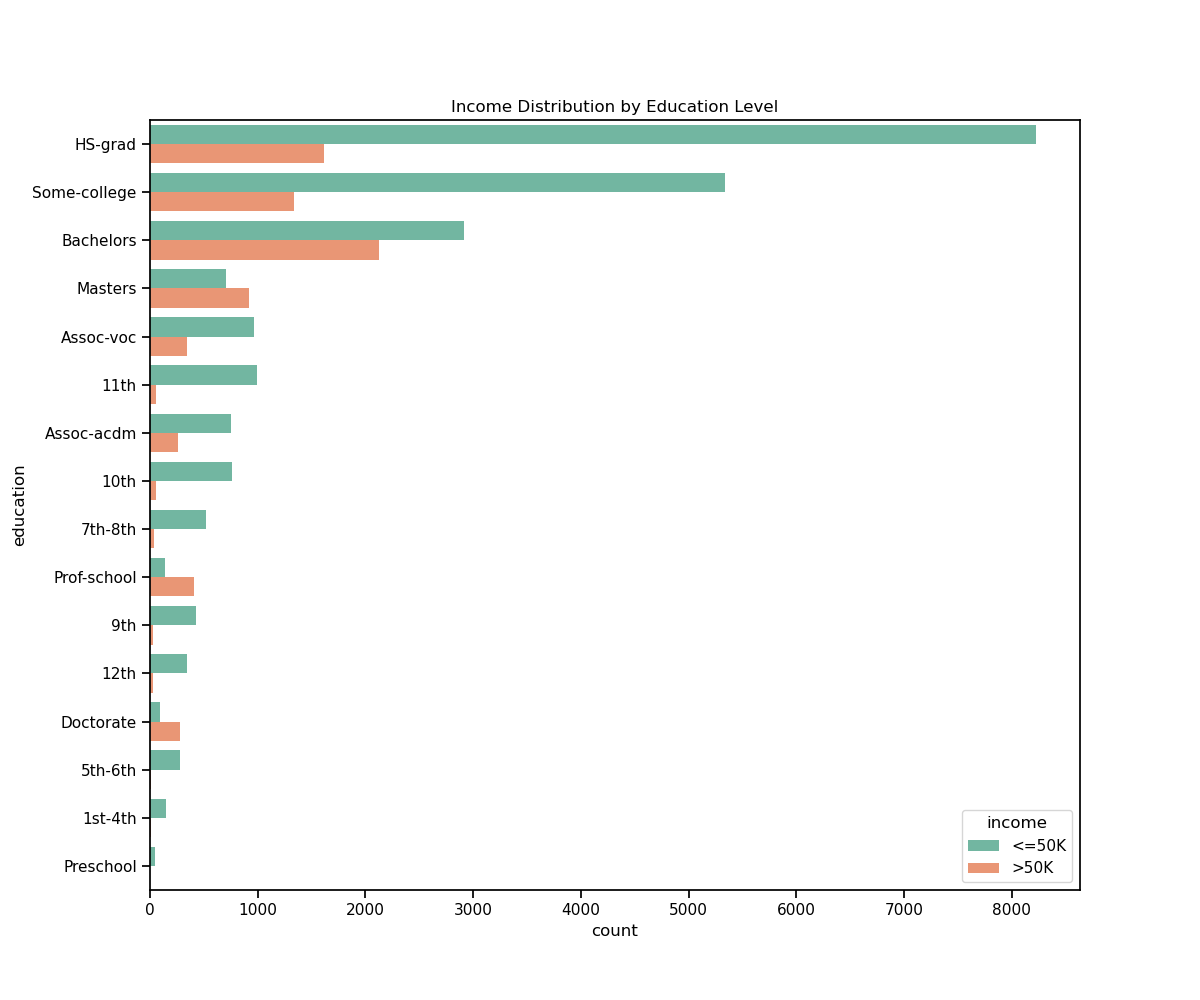 Income Distribution by Education Level
HS-grad
Some-college
Bachelors
Masters
Assoc-voc
11th
Assoc-acdm
10th
7th-8th
Prof-school
9th
12th
Doctorate
5th-6th
1st-4th
Preschool
education
income
<=50K
>50K
0 1000 2000 3000 4000 5000 6000 7000 8000
count